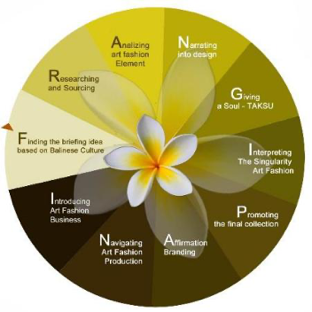 Finding the briefing idea
based on Balinese Culture
Researching
and Sourcing
Analizing
art fashion
Element
Narrating
into design
Giving
a Soul - TAKSU
Interpreting
The Singularity
Art Fashion
Promoting
the final collection
Affirmation
Branding
Navigating
Art Fashion
Production
Introducing
Art Fashion
Business